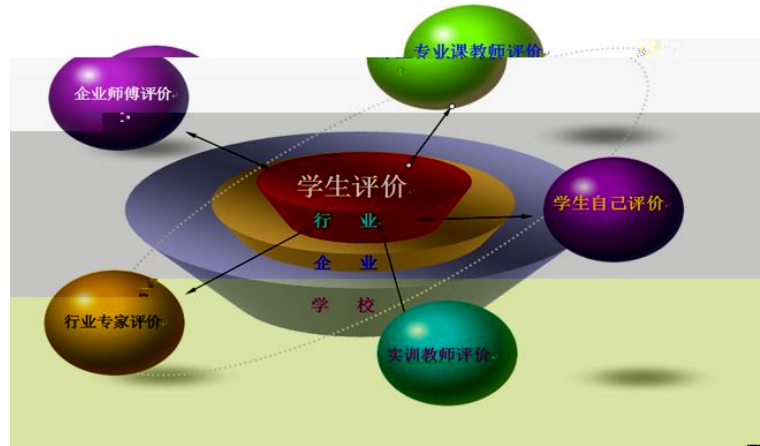 专业课教师评价
企业师傅评价
学生评价
学生自己评价
行 业
企 业
学 校
行业专家评价
实训教师评价